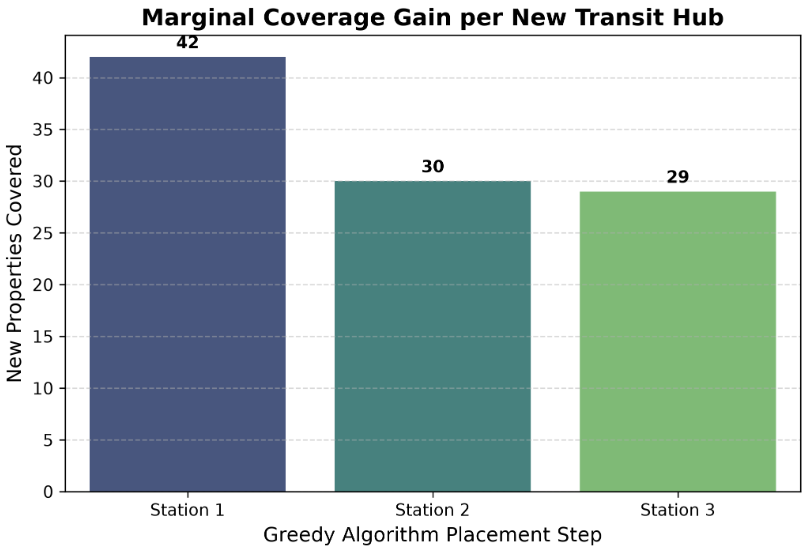 Marginal Coverage Gain per New Transit Hub
42
30
29
New Properties Covered
40
35
30
25
20
15
10
5
0
Station 1
Station 2
Station 3
Greedy Algorithm Placement Step